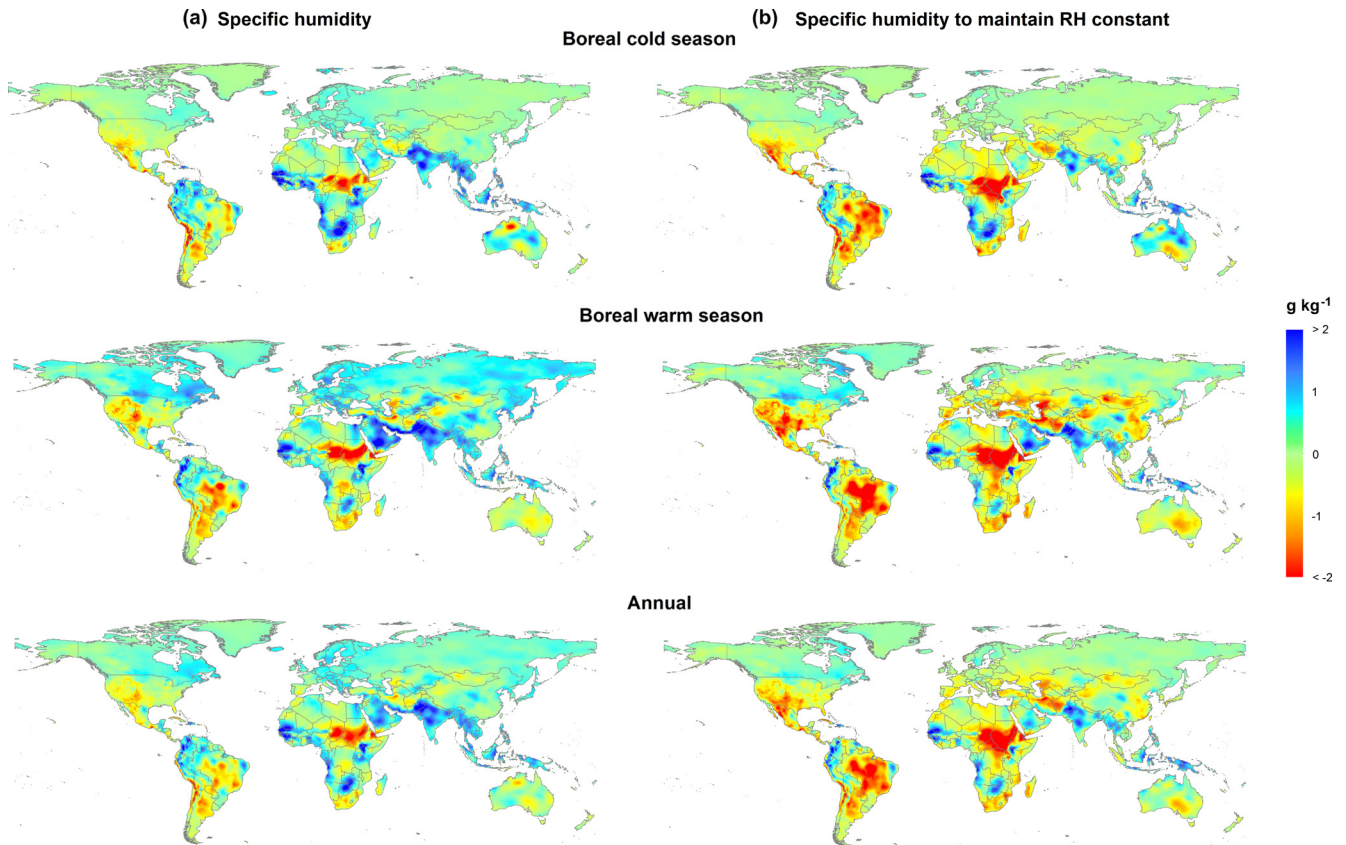 (a) Specific humidity
(b) Specific humidity to maintain RH constant
Boreal cold season
Boreal warm season
g kg-1
> 2
1
0
-1
< -2
Annual